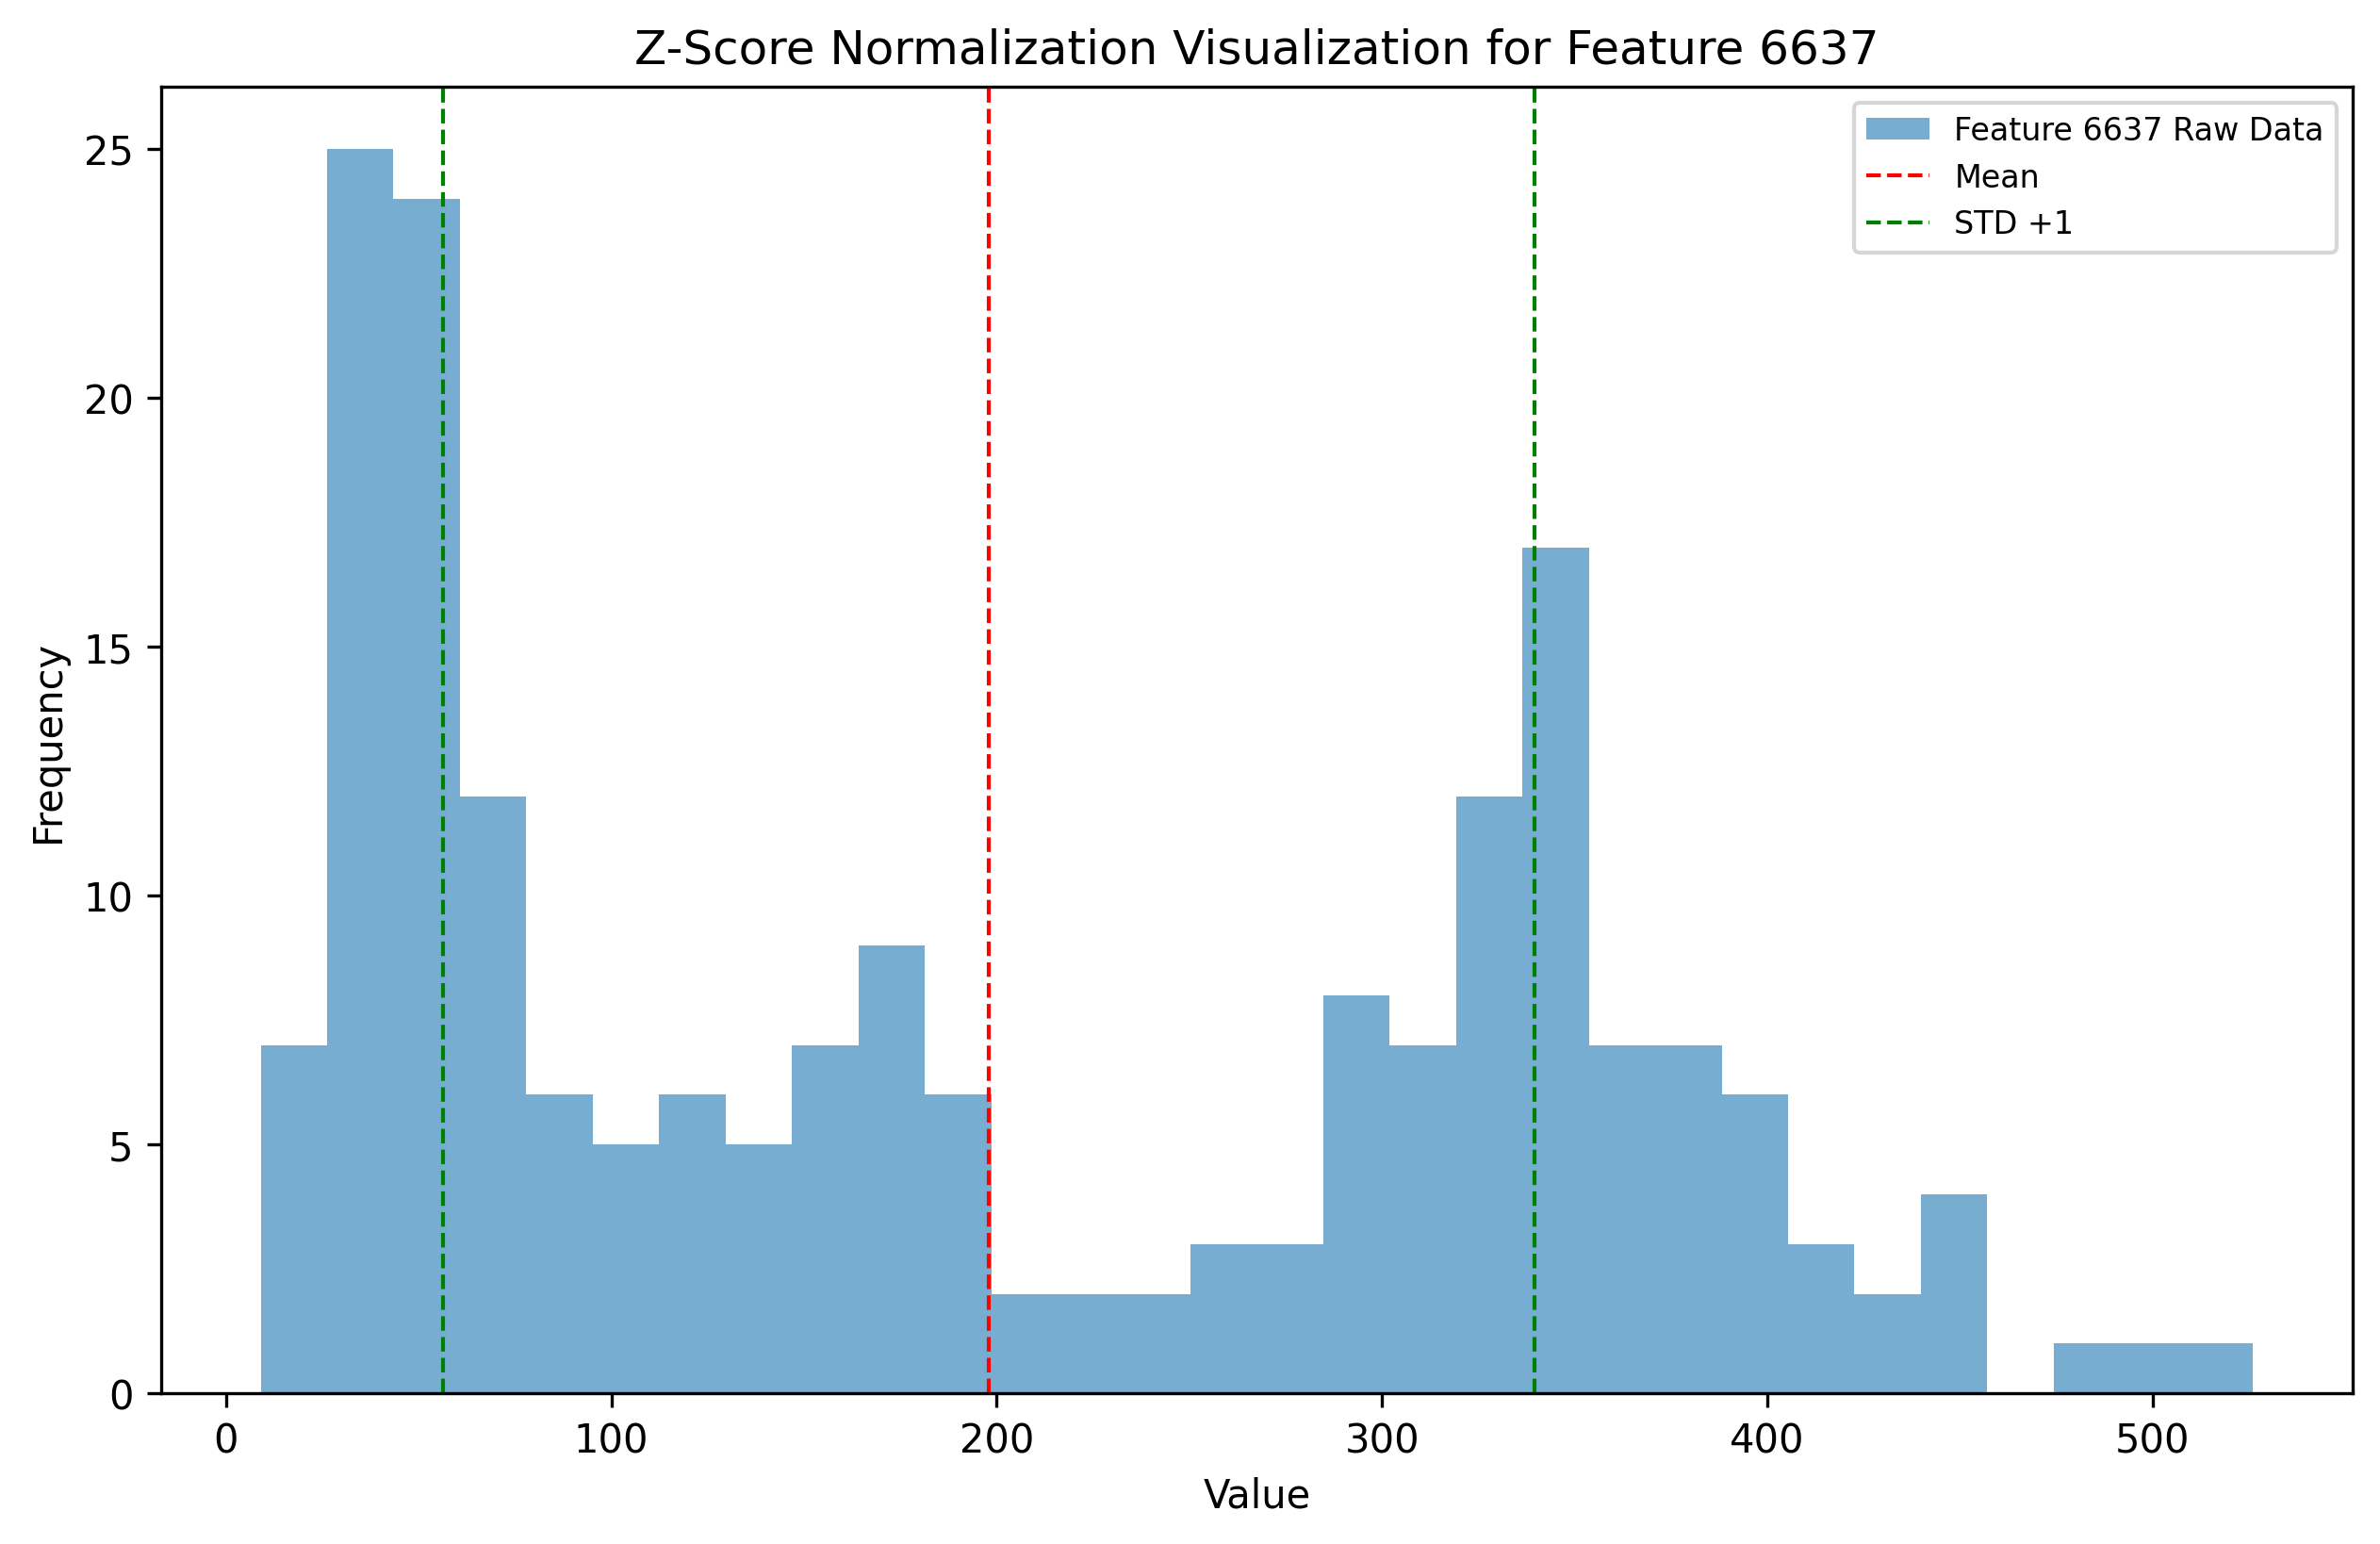 Z-Score Normalization Visualization for Feature 6637
Feature 6637 Raw Data
Mean
STD +1
25
20
15
10
5
0
Frequency
0 100 200 300 400 500
Value